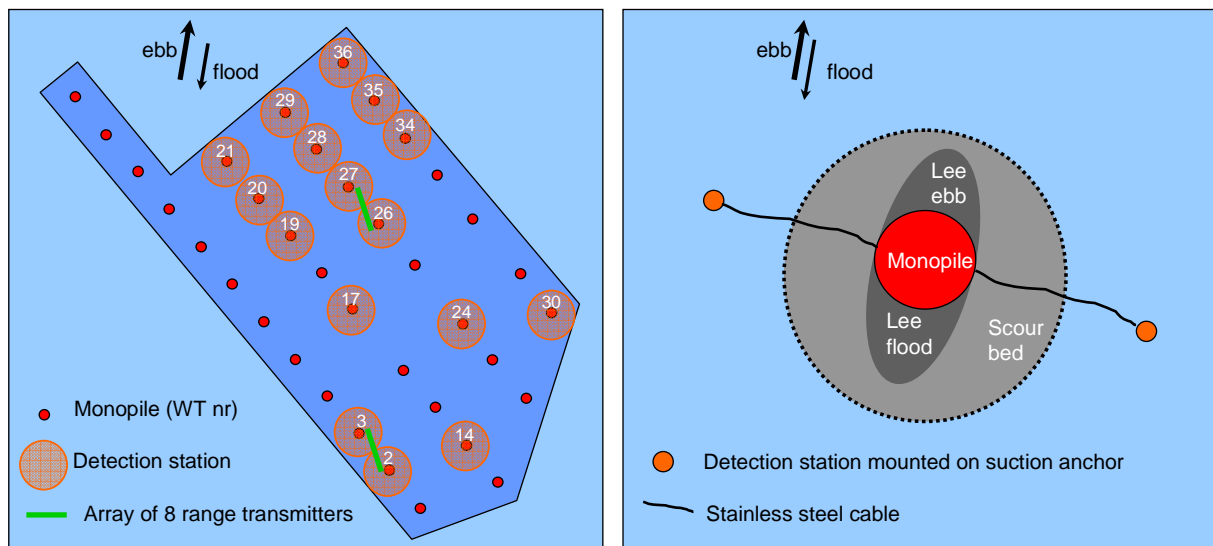 ebb
flood
36
35
34
29
28
27
26
21
20
19
17
24
30
3
2
14
Monopile (WT nr)
Detection station
Array of 8 range transmitters
ebb
flood
Lee
ebb
Monopile
Lee
flood
Scour
bed
Detection station mounted on suction anchor
Stainless steel cable